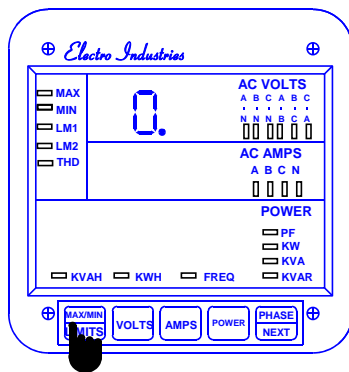 Electro Industries
MAX
MIN
LM1
LM2
THD
0.
AC VOLTS
A B C A B C
- - - - - -
N N N B C A
AC AMPS
A B C N
POWER
PF
KW
KVA
KVAR
KVAH KWH FREQ
MAX/MIN
VOLTS AMPS POWER
PHASE
NEXT